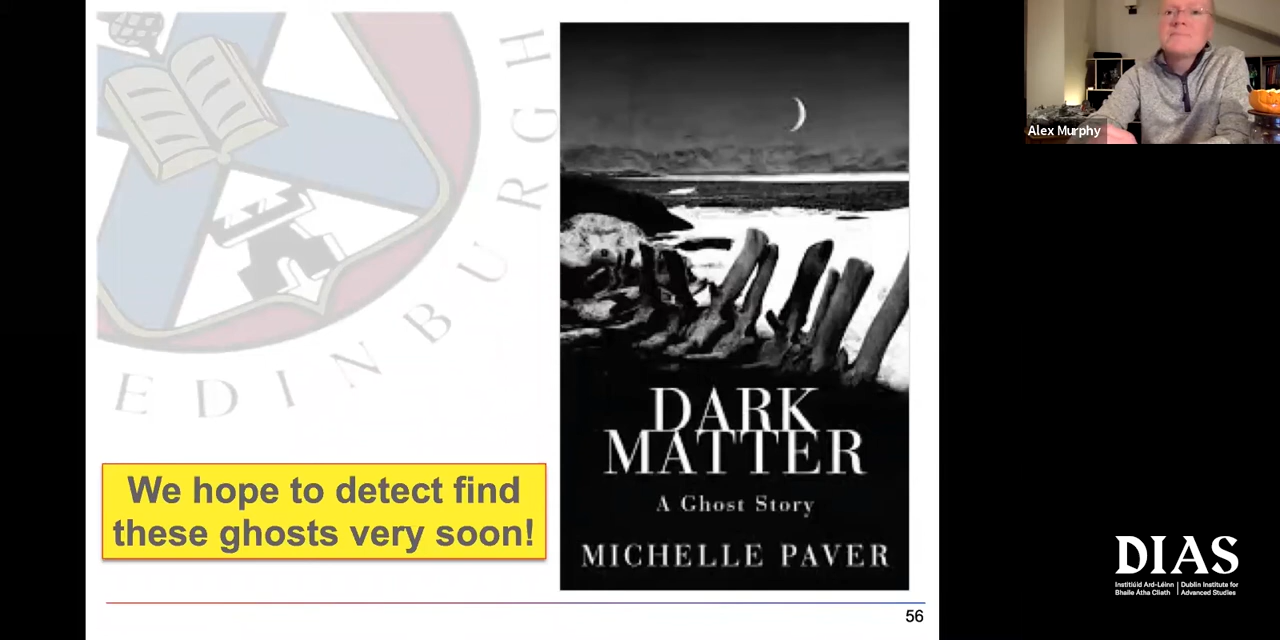 EDINBURGH
We hope to detect find
these ghosts very soon!
DARK
MATTER
A Ghost Story
MICHELLE PAVER
56
Alex Murphy
DIAS
Institiúid Ard-Léinn | Dublin Institute for
Bhaile Átha Cliath | Advanced Studies